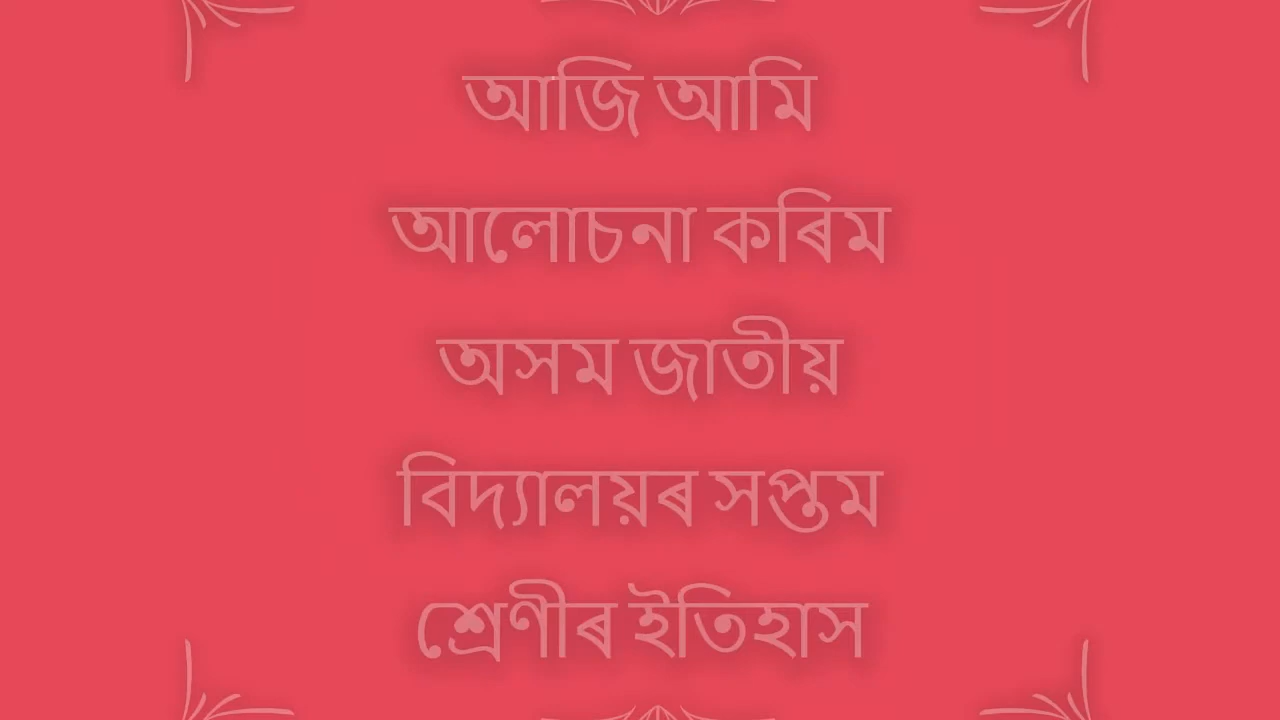 আজি আমি
আলোচনা কৰিম
অসম জাতীয়
বিদ্যালয়ৰ সপ্তম
শ্ৰেণীৰ ইতিহাস